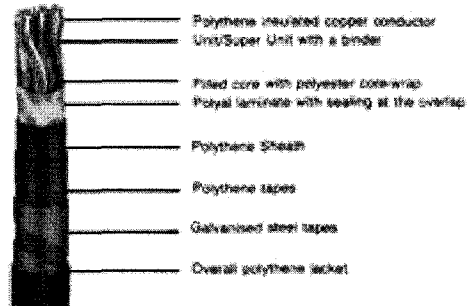 Polythene insulated copper conductor
Unit/Super Unit with a binder
Filled core with polyester core-wrap
Polyal laminate with sealing at the overlap
Polythene Sheath
Polythene tapes
Galvanised steel tapes
Overall polythene jacket